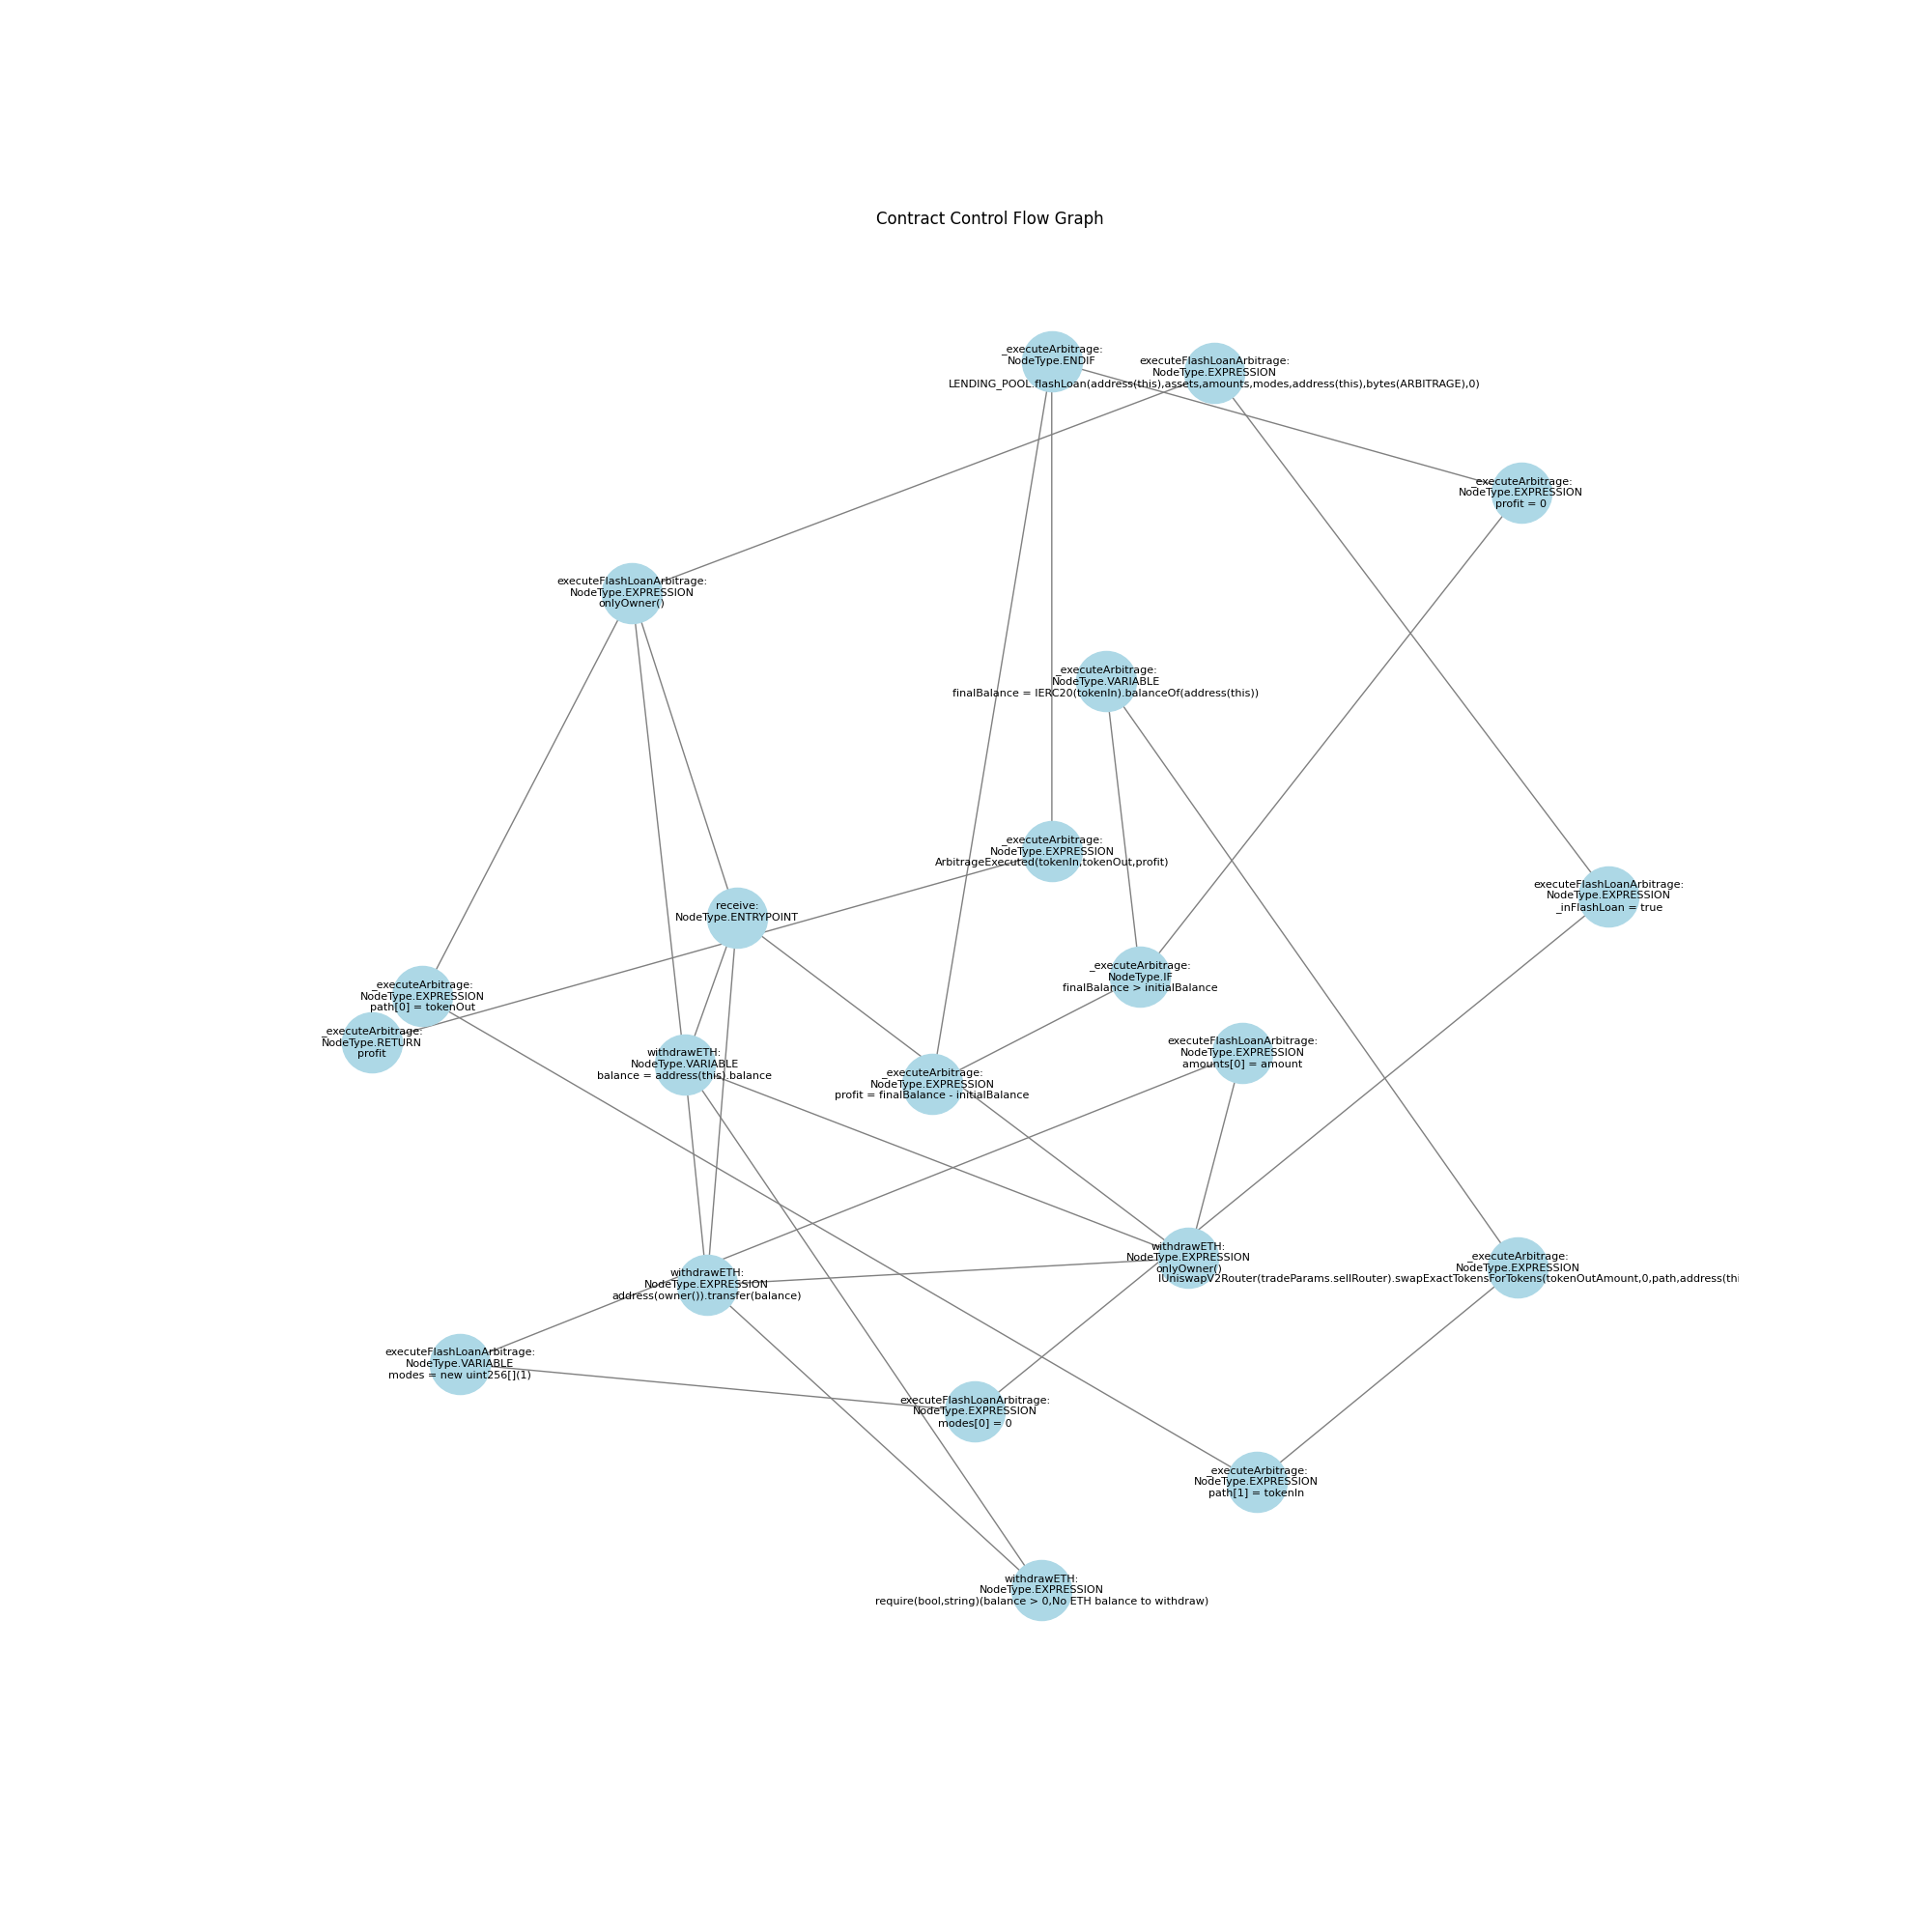 Contract Control Flow Graph
_executeArbitrage:
NodeType.ENDIF
executeFlashLoanArbitrage:
NodeType.EXPRESSION
LENDING_POOL.flashLoan(address(this),assets,amounts,modes,address(this),bytes(ARBITRAGE),0)
_executeArbitrage:
NodeType.EXPRESSION
profit = 0
executeFlashLoanArbitrage:
NodeType.EXPRESSION
onlyOwner()
_executeArbitrage:
NodeType.VARIABLE
finalBalance = IERC20(tokenIn).balanceOf(address(this))
_executeArbitrage:
NodeType.EXPRESSION
ArbitrageExecuted(tokenIn,tokenOut,profit)
executeFlashLoanArbitrage:
NodeType.EXPRESSION
_inFlashLoan = true
receive:
NodeType.ENTRYPOINT
_executeArbitrage:
NodeType.IF
finalBalance > initialBalance
_executeArbitrage:
NodeType.EXPRESSION
path[0] = tokenOut
_executeArbitrage:
NodeType.RETURN
profit
executeFlashLoanArbitrage:
NodeType.EXPRESSION
amounts[0] = amount
withdrawETH:
NodeType.VARIABLE
balance = address(this).balance
_executeArbitrage:
NodeType.EXPRESSION
profit = finalBalance - initialBalance
withdrawETH:
NodeType.EXPRESSION
onlyOwner()
_executeArbitrage:
NodeType.EXPRESSION
IUniswapV2Router(tradeParams.sellRouter).swapExactTokensForTokens(tokenOutAmount,0,path,address(thi
withdrawETH:
NodeType.EXPRESSION
address(owner()).transfer(balance)
executeFlashLoanArbitrage:
NodeType.VARIABLE
modes = new uint256[](1)
executeFlashLoanArbitrage:
NodeType.EXPRESSION
modes[0] = 0
_executeArbitrage:
NodeType.EXPRESSION
path[1] = tokenIn
withdrawETH:
NodeType.EXPRESSION
require(bool,string)(balance > 0,No ETH balance to withdraw)